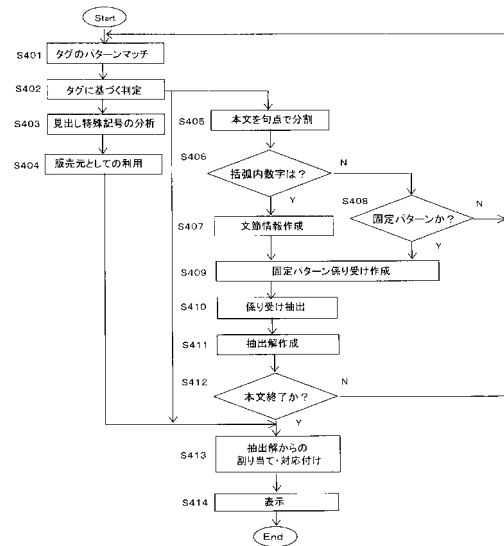 Start
S401
タグのパターンマッチ
S402
タグに基づく判定
S403
見出し特殊記号の分析
S404
販売元としての利用
S405
本文を句点で分割
S406
括弧内数字は?
N
Y
S407
文節情報作成
S408
固定パターンか?
N
Y
S409
固定パターン係り受け作成
S410
係り受け抽出
S411
抽出解作成
S412
本文終了か?
N
Y
S413
抽出解からの
割り当て・対応付け
S414
表示
End